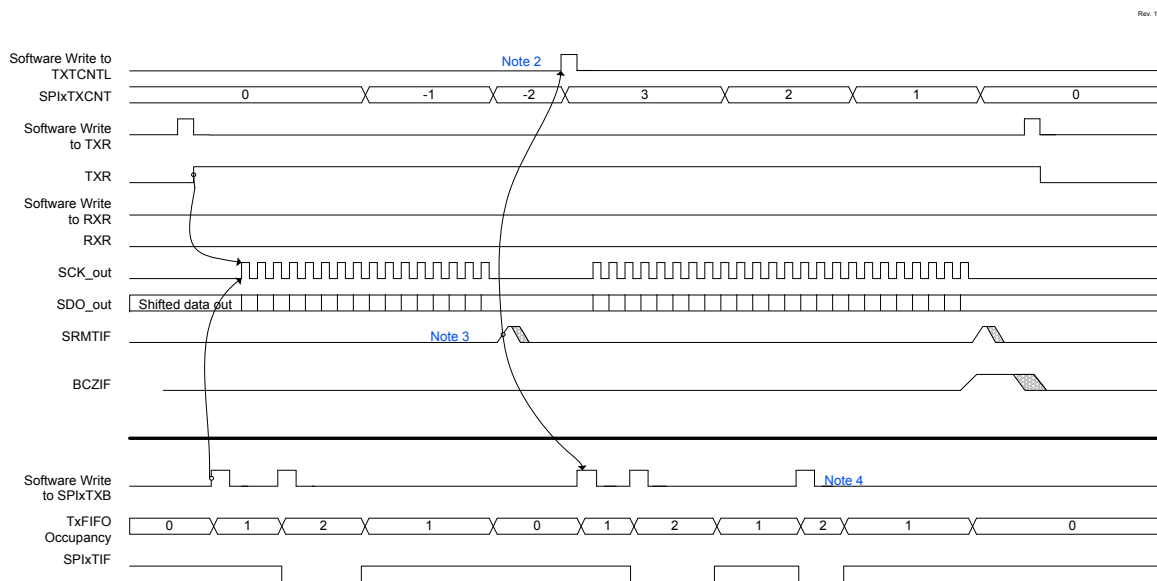 Rev. 1
Software Write to
TXTCNTL
Note 2
SPIxTXCNT
0 -1 -2 3 2 1 0
Software Write
to TXR
TXR
Software Write
to RXR
RXR
SCK_out
SDO_out
Shifted data out
SRMTIF
Note 3
BCZIF
Software Write
to SPIxTXB
Note 4
TxFIFO
Occupancy
0 1 2 1 0 1 2 1 2 1 0
SPIxTIF